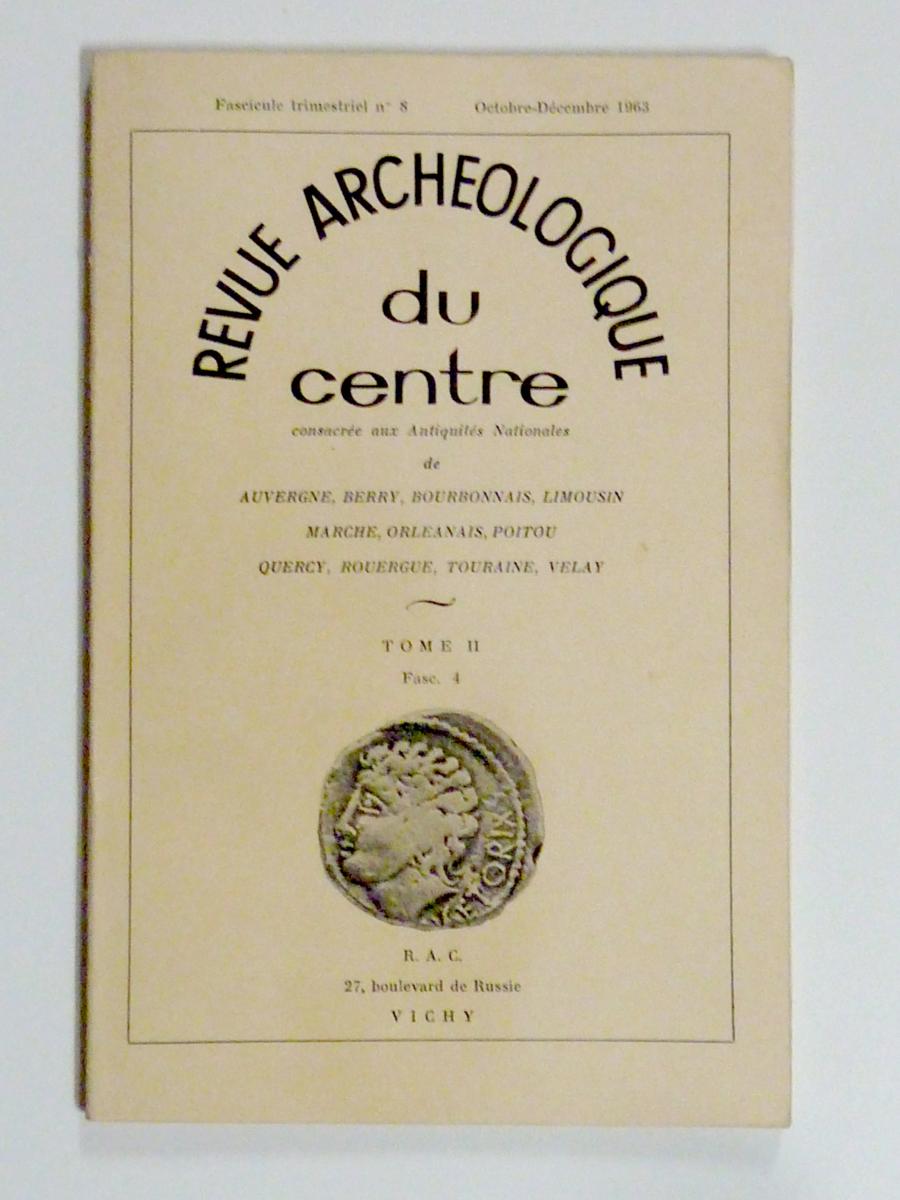 Fascicule trimestriel n° 8 Octobre-Décembre 1963
REVUE ARCHEOLOGIQUE
du
centre
consacrée aux Antiquités Nationales
de
AUVERGNE, BERRY, BOURBONNAIS, LIMOUSIN
MARCHE, ORLEANAIS, POITOU
QUERCY, ROUERGUE, TOURAINE, VELAY
TOME II
Fasc. 4
GETORIXS
R. A. C.
27, boulevard de Russie
VICHY